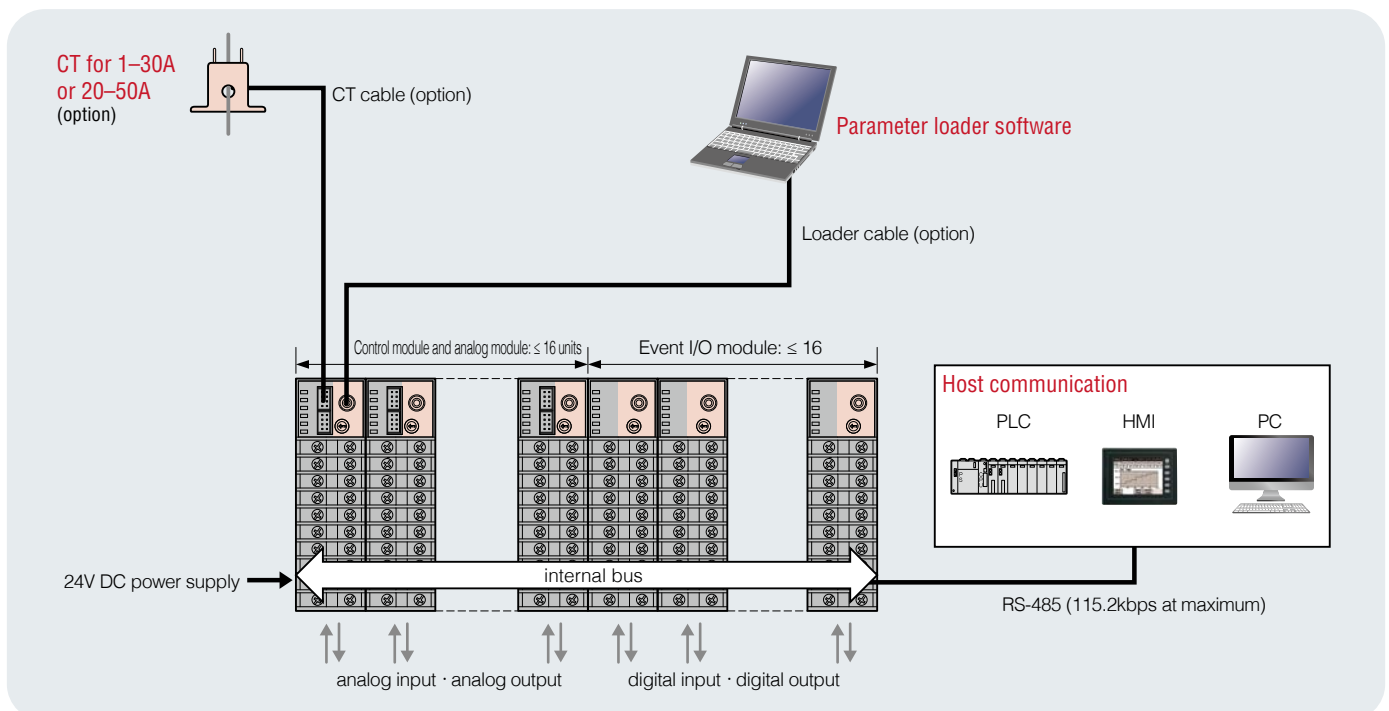 CT for 1–30A
or 20–50A
(option)
CT cable (option)
Parameter loader software
Loader cable (option)
Control module and analog module: ≤ 16 units
Event I/O module: ≤ 16
Host communication
PLC
HMI
PC
24V DC power supply
internal bus
RS-485 (115.2kbps at maximum)
analog input · analog output
digital input · digital output